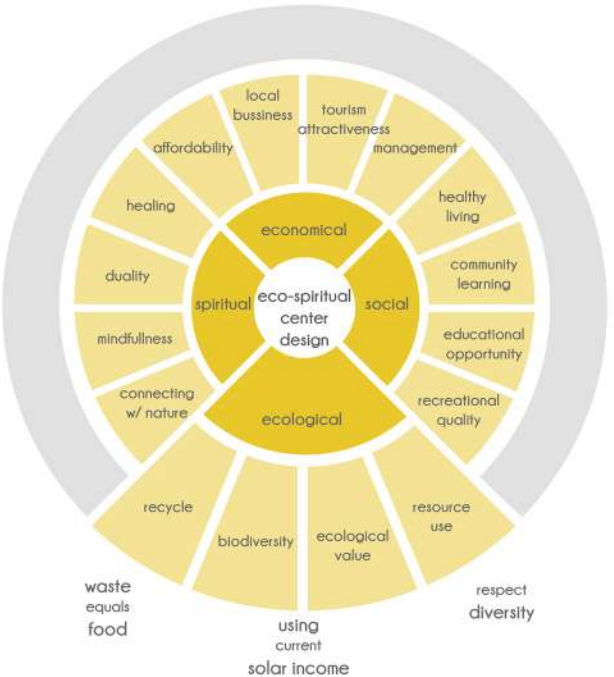 local
bussiness
tourism
attractiveness
affordability
management
healing
healthy
living
economical
duality
community
learning
spiritual
eco-spiritual
center
design
social
mindfullness
educational
opportunity
connecting
w/ nature
recreational
quality
ecological
recycle
biodiversity
ecological
value
resource
use
waste
equals
food
using
current
solar income
respect
diversity